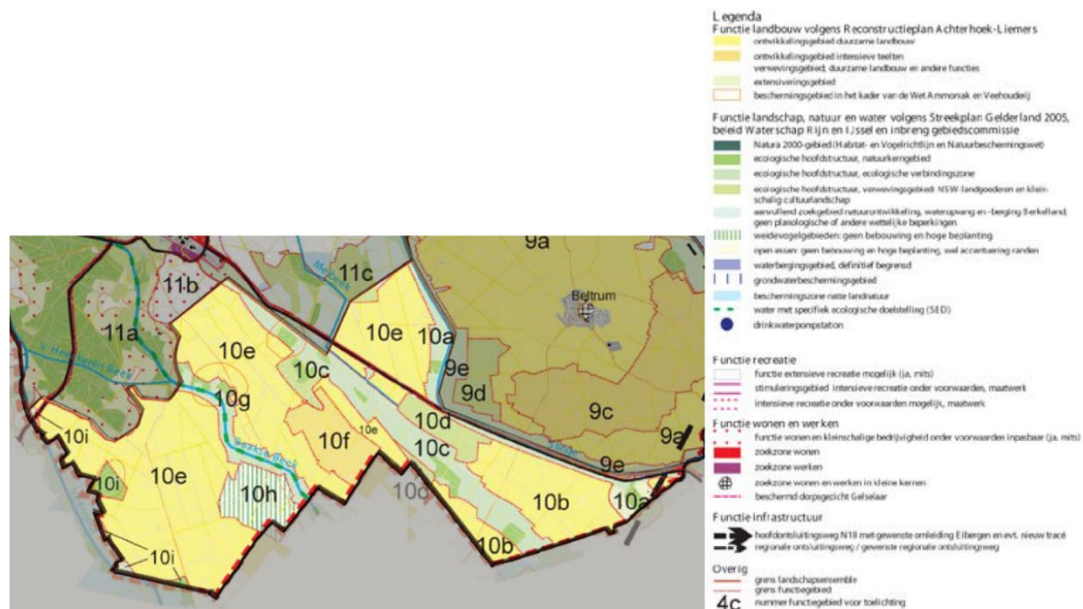 Legenda
Functie landbouw volgens Reconstructieplan Achterhoek-Liemers
ontwikkelingsgebied duurzame landbouw
ontwikkelingsgebied intensieve teelten
verwevingsgebied, duurzame landbouw en andere functies
extensiveringsgebied
beschermingsgebied in het kader van de Wet Ammoniak en Veehouderij
Functie landschap, natuur en water volgens Streekplan Gelderland 2005,
beleid Waterschap Rijn en IJssel en inbreng gebiedscommissie
Natura 2000-gebied (Habitat- en Vogelrichtlijn en Natuurbeschermingswet)
ecologische hoofdstructuur, natuurkerngebied
ecologische hoofdstructuur, ecologische verbindingszone
ecologische hoofdstructuur, verwevingsgebied: NSW-landgoederen en klein-
schalig cultuurlandschap
aanvullend zoekgebied natuurontwikkeling, wateropvang en -berging Berkelland,
geen planologische of andere wettelijke beperkingen
weidevogelgebieden: geen bebouwing en hoge beplanting
open essen: geen bebouwing en hoge beplanting, wel accentuering randen
waterbergingsgebied, definitief begrensd
grondwaterbeschermingsgebied
beschermingszone natte landnatuur
water met specifiek ecologische doelstelling (SED)
drinkwaterpompstation
Functie recreatie
functie extensieve recreatie mogelijk (ja, mits)
stimuleringsgebied intensieve recreatie onder voorwaarden, maatwerk
intensieve recreatie onder voorwaarden mogelijk, maatwerk
Functie wonen en werken
functie wonen en kleinschalige bedrijvigheid onder voorwaarden inpasbaar (ja, mits)
zoekzone wonen
zoekzone werken
zoekzone wonen en werken in kleine kernen
beschermd dorpsgezicht Gelselaar
Functie infrastructuur
hoofdontsluitingsweg N18 met gewenste omleiding Eibergen en evt. nieuw tracé
regionale ontsluitingsweg / gewenste regionale ontsluitingsweg
Overig
grens landschapsensemble
grens functiegebied
4c nummer functiegebied voor toelichting
9a
11c
11b
Beltrum
11a
10e
10a
10e
9e
10c
9d
10g
9c
10d
10i
10f
10e
9a
10c
10e
9e
10i
10h
10b
10a
10b
10i